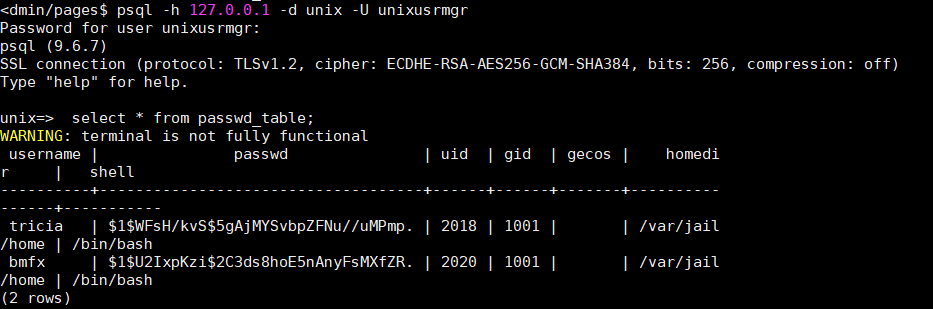 <dmin/pages$ psql -h 127.0.0.1 -d unix -U unixusrmgr
Password for user unixusrmgr:
psql (9.6.7)
SSL connection (protocol: TLSv1.2, cipher: ECDHE-RSA-AES256-GCM-SHA384, bits: 256, compression: off)
Type "help" for help.

unix=>  select * from passwd_table;
WARNING: terminal is not fully functional
 username |               passwd               | uid  | gid  | gecos |    homedi
r     |   shell
----------+------------------------------------+------+------+-------+----------
------+-----------
 tricia   | $1$WFsH/kvS$5gAjMYSvbpZFNu//uMPmp. | 2018 | 1001 |       | /var/jail
/home | /bin/bash
 bmfx     | $1$U2IxpKzi$2C3ds8hoE5nAnyFsMXfZR. | 2020 | 1001 |       | /var/jail
/home | /bin/bash
(2 rows)